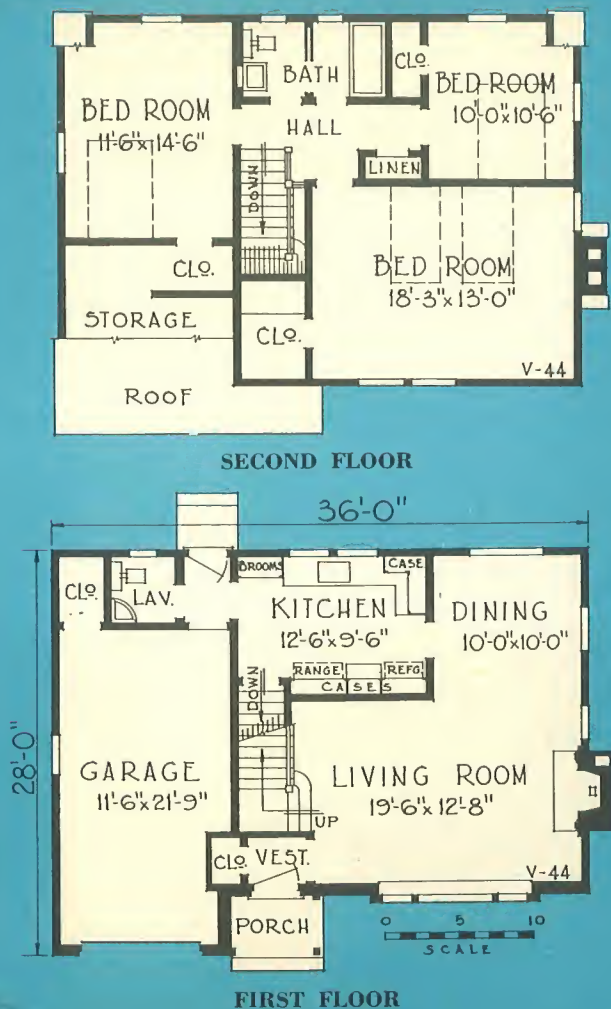 BATH
CLO.
BED ROOM
11'-6"x14'-6"
BED ROOM
10'-0"x10'-6"
HALL
LINEN
DOWN
CLO.
BED ROOM
18'-3"x13'-0"
STORAGE
CLO.
V-44
ROOF
SECOND FLOOR
36'-0"
BROOMS
CASE
CLO.
LAV.
KITCHEN
12'-6"x9'-6"
DINING
10'-0"x10'-0"
RANGE
REFG.
CASES
DOWN
28'-0"
GARAGE
11'-6"x21'-9"
LIVING ROOM
19'-6"x12'-8"
UP
CLO.
VEST.
V-44
PORCH
0 5 10
SCALE
FIRST FLOOR